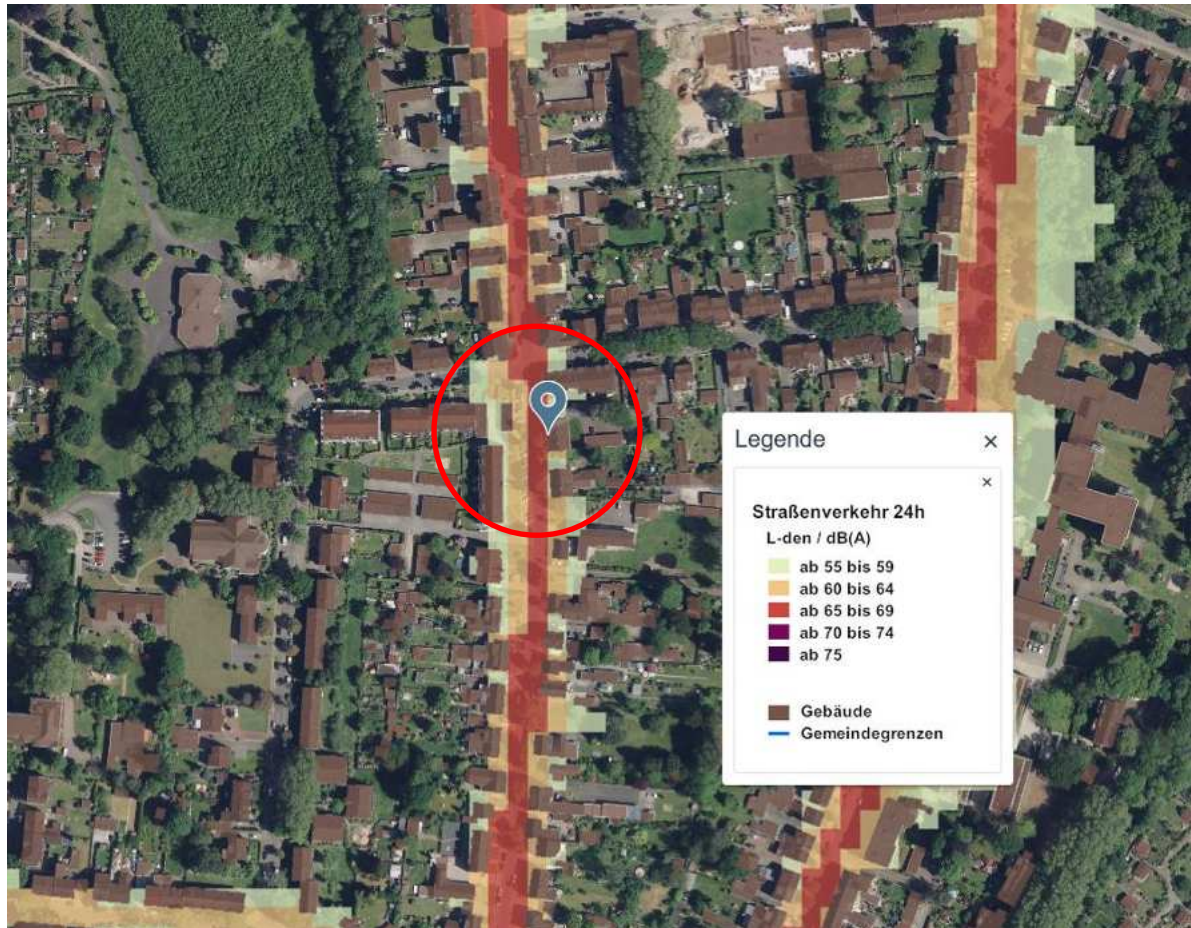 Legende ×
×
Straßenverkehr 24h
L-den / dB(A)
ab 55 bis 59
ab 60 bis 64
ab 65 bis 69
ab 70 bis 74
ab 75
Gebäude
Gemeindegrenzen